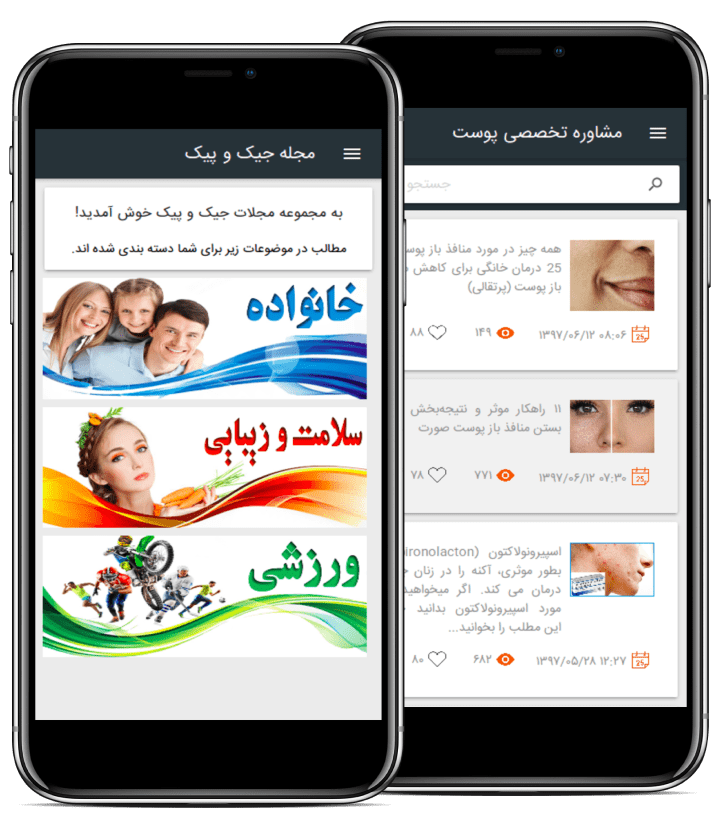 مجله جیک و پیک
به مجموعه مجلات جیک و پیک خوش آمدید!
مطالب در موضوعات زیر برای شما دسته بندی شده اند.
خانواده
سلامت و زیبایی
ورزشی
مشاوره تخصصی پوست
جستجو
همه چیز در مورد منافذ باز پوست
25 درمان خانگی برای کاهش
باز پوست (پرتقالی)
۱۳۹۷/۰۶/۱۲ ۰۸:۰۶ ۱۴۹ ۸۸
۱۱ راهکار موثر و نتیجه‌بخش
بستن منافذ باز پوست صورت
۱۳۹۷/۰۶/۱۲ ۰۷:۳۰ ۷۷۱ ۷۸
اسپیرونولاکتون (ironolacton
بطور موثری، آکنه را در زنان
درمان می کند. اگر میخواهید
مورد اسپیرونولاکتون بدانید
این مطلب را بخوانید...
۱۳۹۷/۰۵/۲۸ ۱۲:۲۷ ۶۸۲ ۸۰